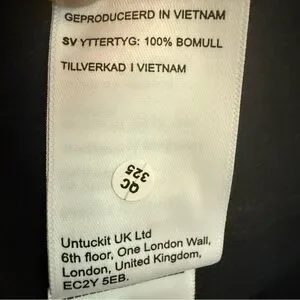 GEPRODUCEERD IN VIETNAM
SV YTTERTYG: 100% BOMULL
TILLVERKAD I VIETNAM
QC
325
Untuckit UK Ltd
6th floor, One London Wall,
London, United Kingdom,
EC2Y 5EB.